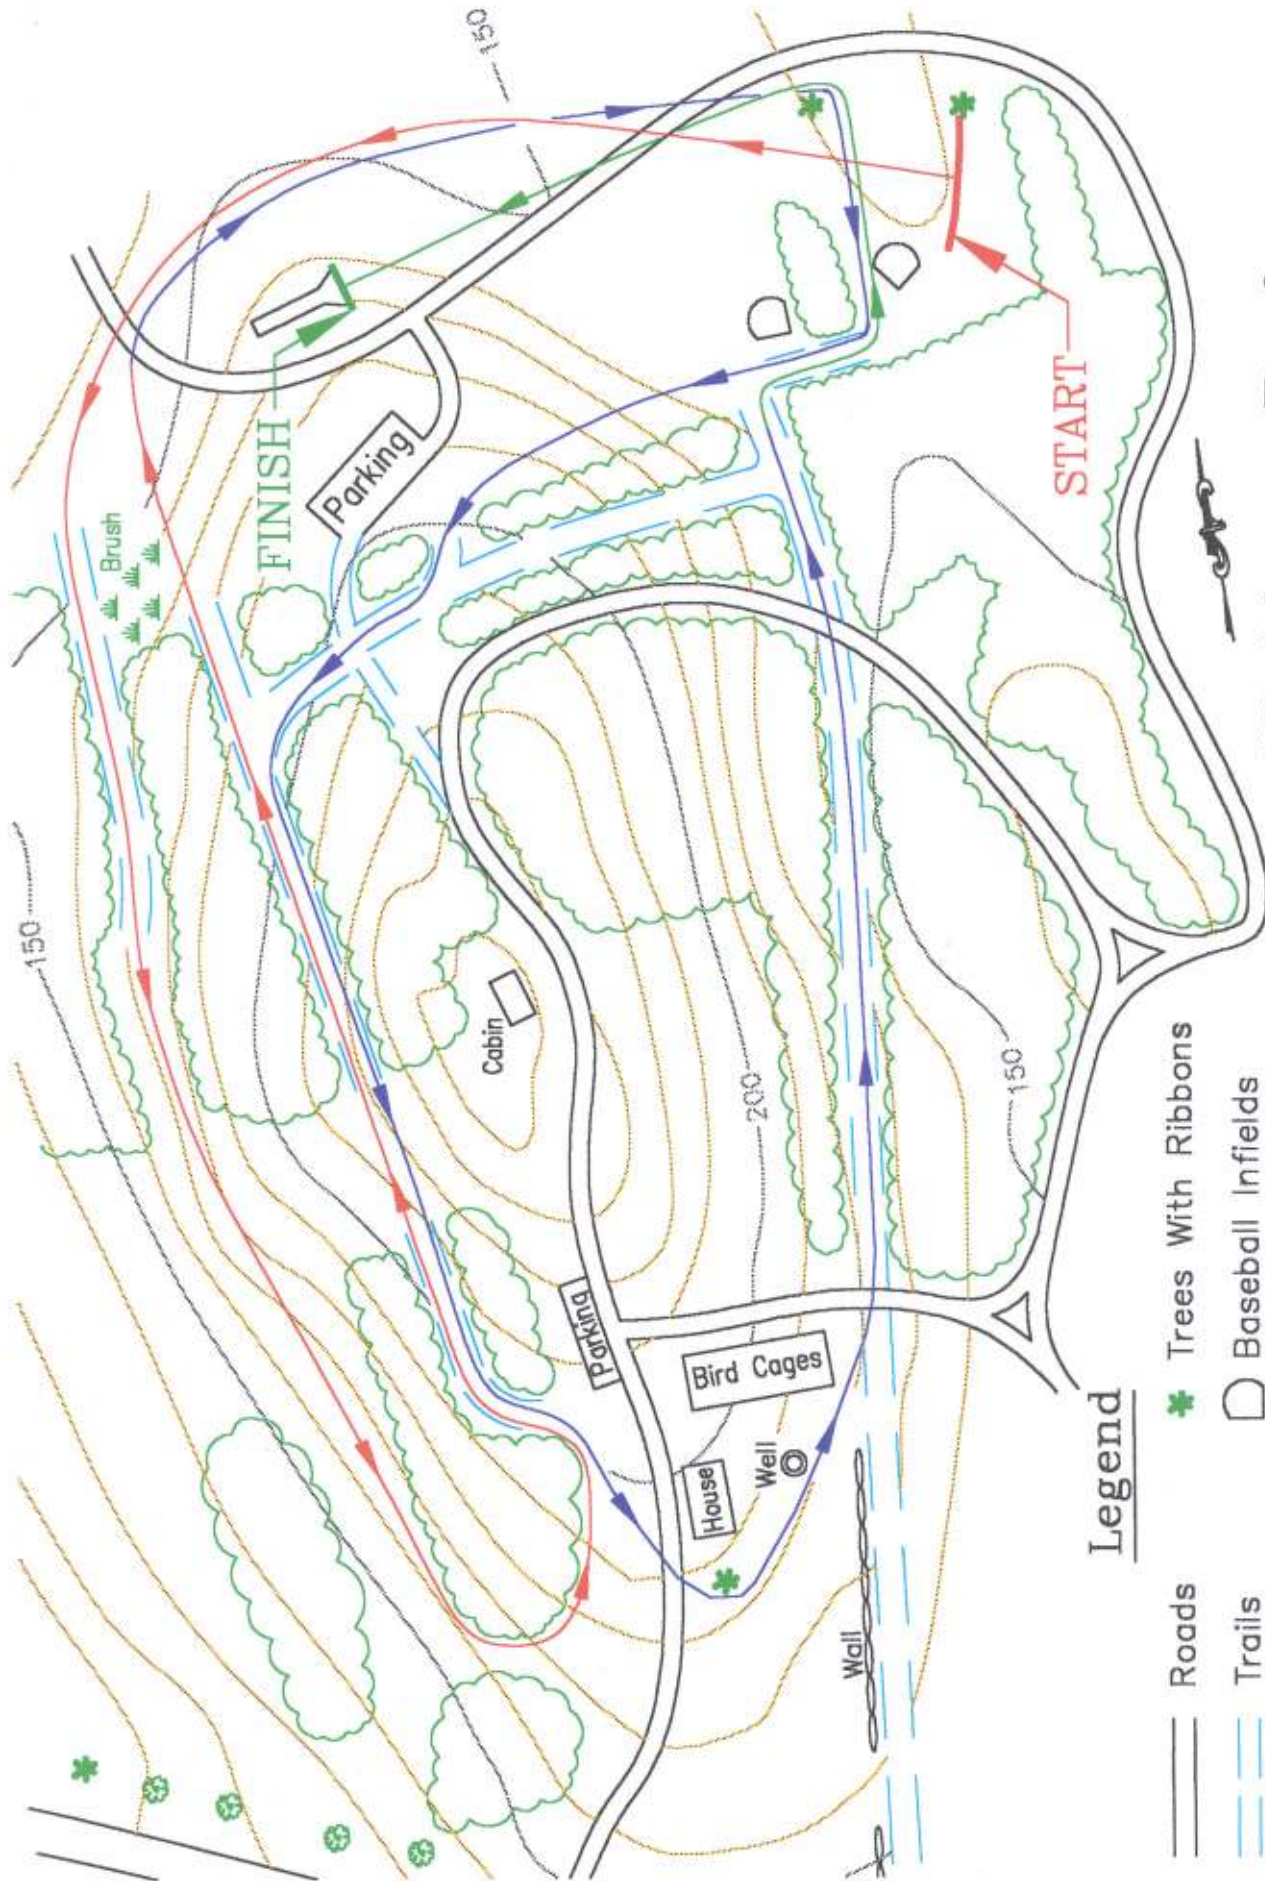 150
150
FINISH
Parking
Brush
START
Cabin
200
150
Parking
Bird Cages
House
Well
Wall
Legend
Roads
Trails
Trees With Ribbons
Baseball Infields